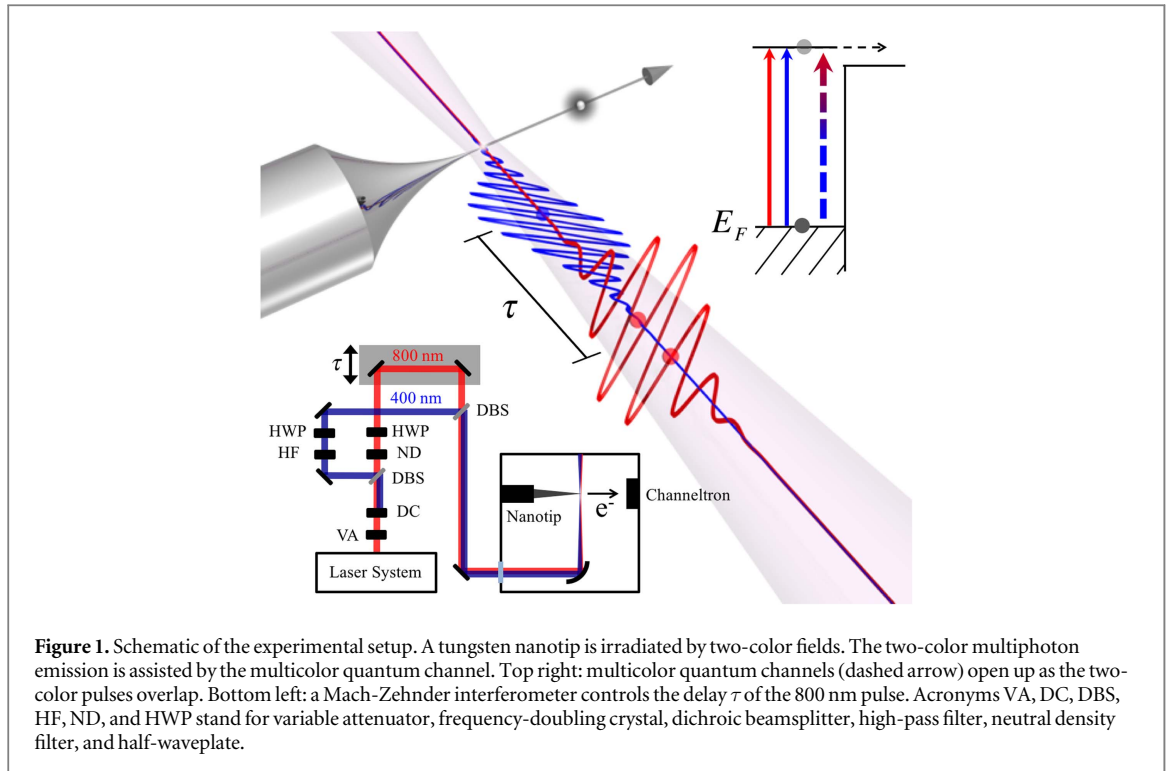 E_F
τ
τ
800 nm
400 nm
DBS
HWP
HWP
HF
ND
DBS
DC
VA
Laser System
Nanotip
e-
Channeltron
Figure 1. Schematic of the experimental setup. A tungsten nanotip is irradiated by two-color fields. The two-color multiphoton
emission is assisted by the multicolor quantum channel. Top right: multicolor quantum channels (dashed arrow) open up as the two-
color pulses overlap. Bottom left: a Mach-Zehnder interferometer controls the delay τ of the 800 nm pulse. Acronyms VA, DC, DBS,
HF, ND, and HWP stand for variable attenuator, frequency-doubling crystal, dichroic beamsplitter, high-pass filter, neutral density
filter, and half-waveplate.